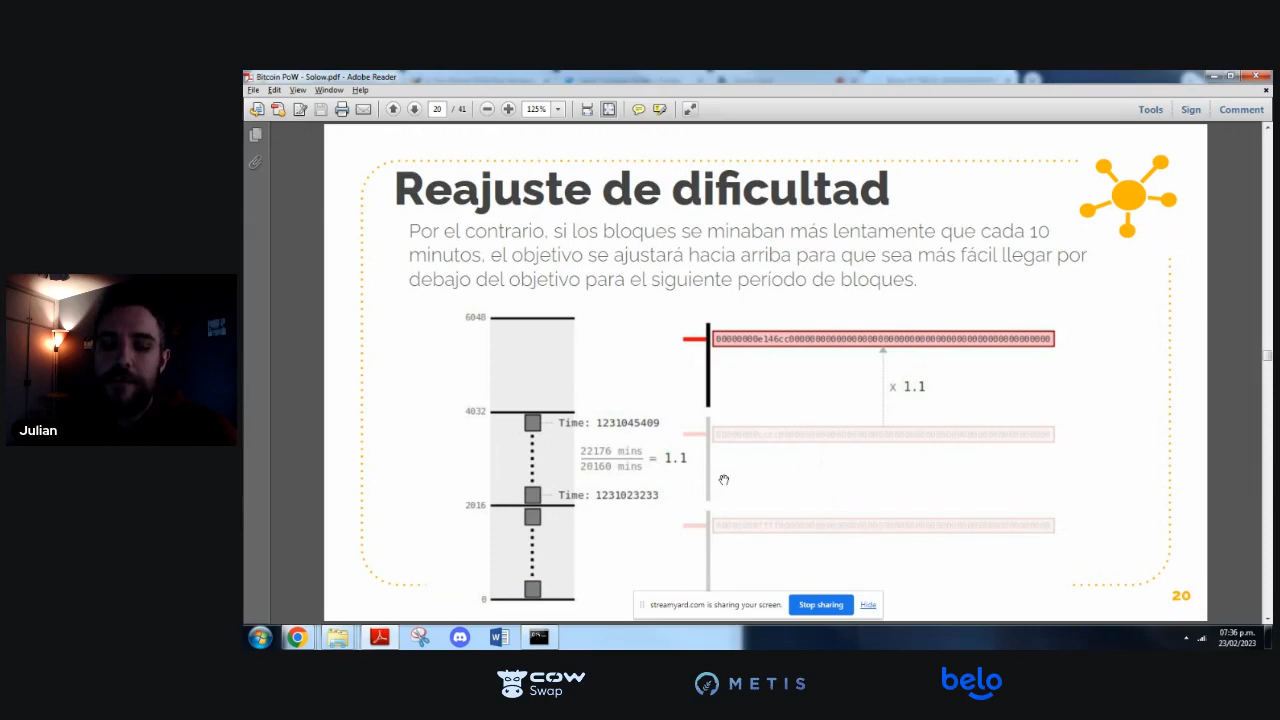 Bitcoin PoW - Solow.pdf - Adobe Reader
File Edit View Window Help
20 / 41 125% Tools Sign Comment
Reajuste de dificultad
Por el contrario, si los bloques se minaban más lentamente que cada 10
minutos, el objetivo se ajustará hacia arriba para que sea más fácil llegar por
debajo del objetivo para el siguiente período de bloques.
6048
x 1.1
4032
Time: 1231045409
22176 mins
20160 mins
= 1.1
Time: 1231023233
2016
0
20
streamyard.com is sharing your screen. Stop sharing Hide
Julian
07:36 p.m.
23/02/2023
COW
Swap
METIS
belo